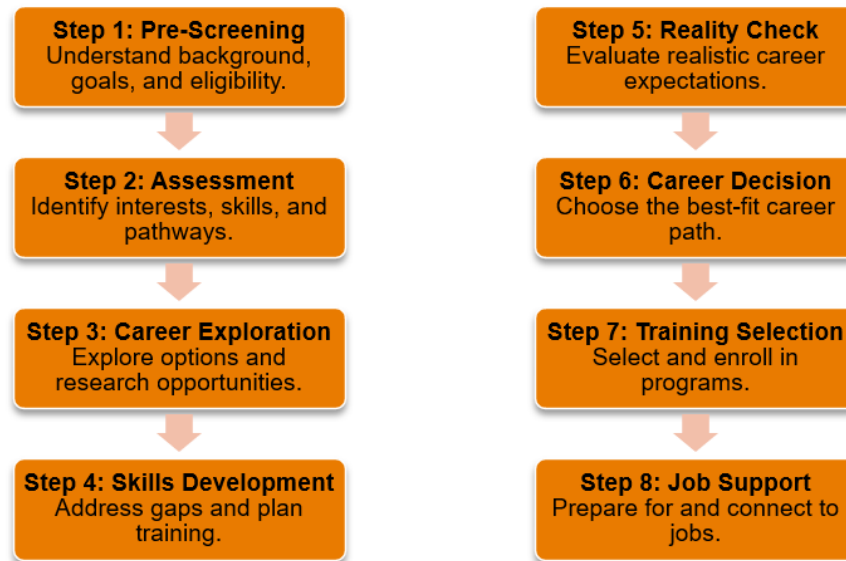 Step 1: Pre-Screening
Understand background,
goals, and eligibility.
Step 2: Assessment
Identify interests, skills, and
pathways.
Step 3: Career Exploration
Explore options and
research opportunities.
Step 4: Skills Development
Address gaps and plan
training.
Step 5: Reality Check
Evaluate realistic career
expectations.
Step 6: Career Decision
Choose the best-fit career
path.
Step 7: Training Selection
Select and enroll in
programs.
Step 8: Job Support
Prepare for and connect to
jobs.